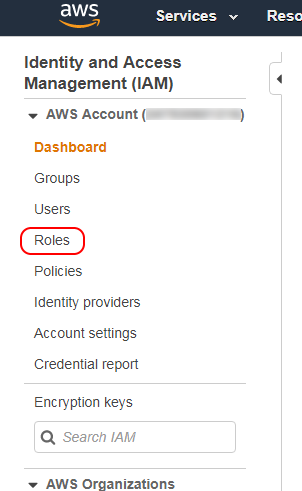 aws
Services
Reso
Identity and Access
Management (IAM)
AWS Account (
)
Dashboard
Groups
Users
Roles
Policies
Identity providers
Account settings
Credential report
Encryption keys
Search IAM
AWS Organizations